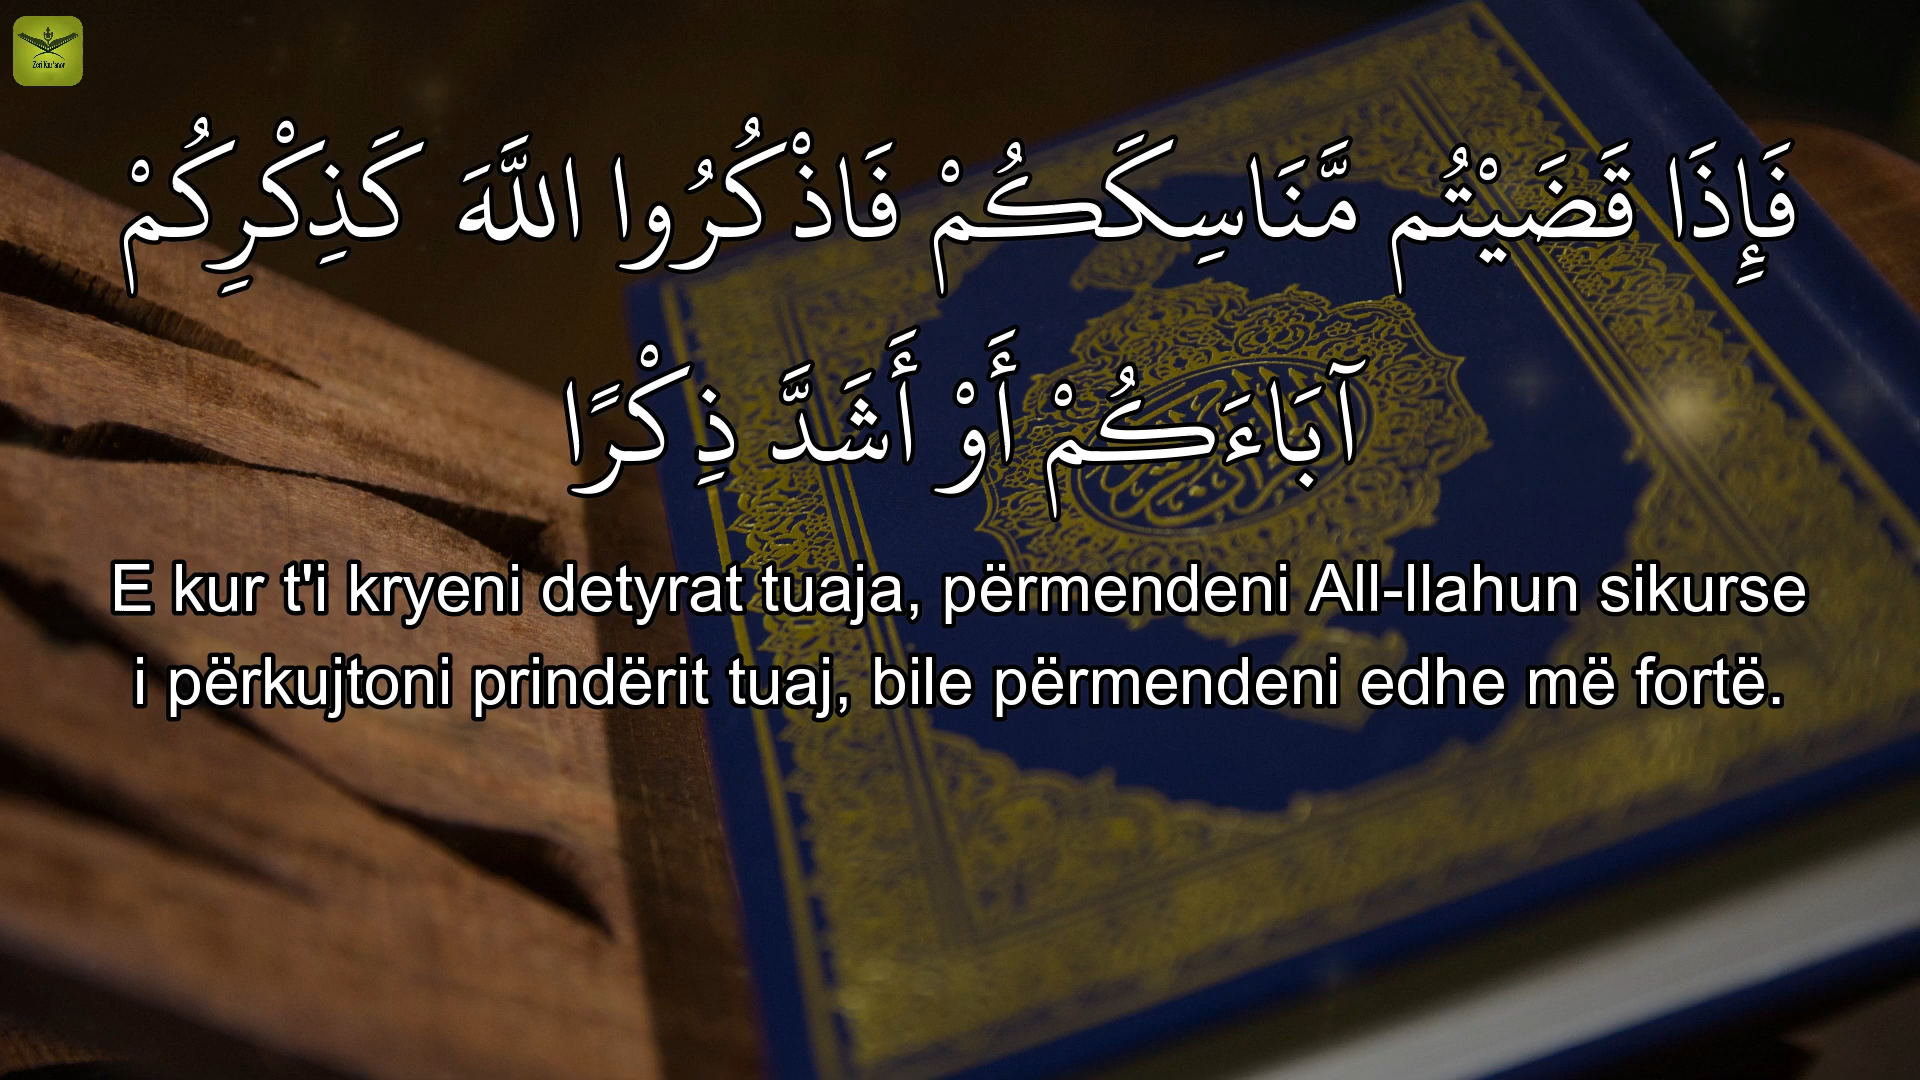 فَإِذَا قَضَيْتُم مَّنَاسِكَكُمْ فَاذْكُرُوا اللَّهَ كَذِكْرِكُمْ
آبَاءَكُمْ أَوْ أَشَدَّ ذِكْرًا
E kur t'i kryeni detyrat tuaja, përmendeni All-llahun sikurse
i përkujtoni prindërit tuaj, bile përmendeni edhe më fortë.